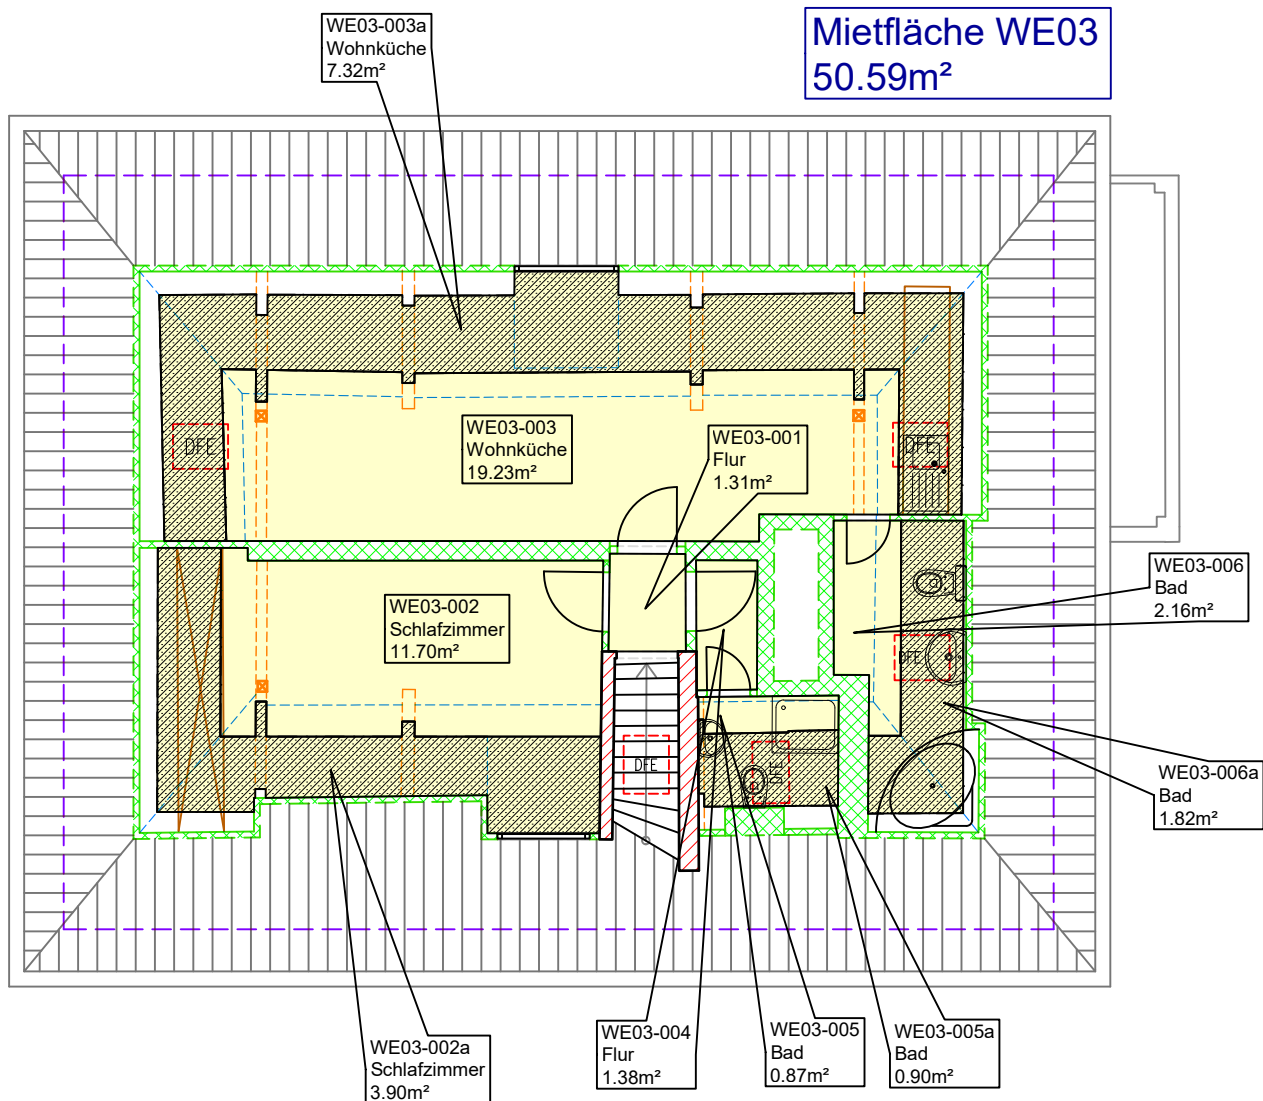 WE03-003a
Wohnküche
7.32m²
Mietfläche WE03
50.59m²
WE03-003
Wohnküche
19.23m²
WE03-001
Flur
1.31m²
DFE
DFE
WE03-002
Schlafzimmer
11.70m²
WE03-006
Bad
2.16m²
DFE
DFE
DFE
WE03-006a
Bad
1.82m²
WE03-002a
Schlafzimmer
3.90m²
WE03-004
Flur
1.38m²
WE03-005
Bad
0.87m²
WE03-005a
Bad
0.90m²